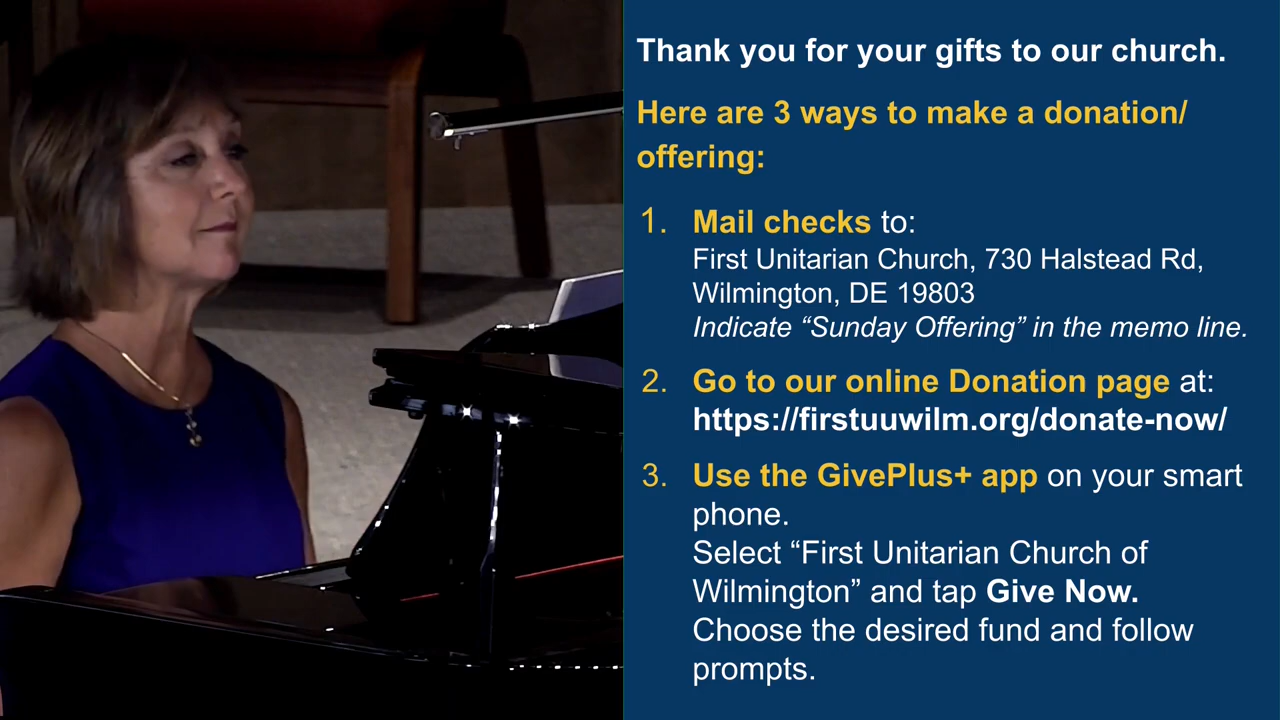 Thank you for your gifts to our church.
Here are 3 ways to make a donation/
offering:
1. Mail checks to:
First Unitarian Church, 730 Halstead Rd,
Wilmington, DE 19803
Indicate “Sunday Offering” in the memo line.
2. Go to our online Donation page at:
https://firstuuwilm.org/donate-now/
3. Use the GivePlus+ app on your smart
phone.
Select “First Unitarian Church of
Wilmington” and tap Give Now.
Choose the desired fund and follow
prompts.